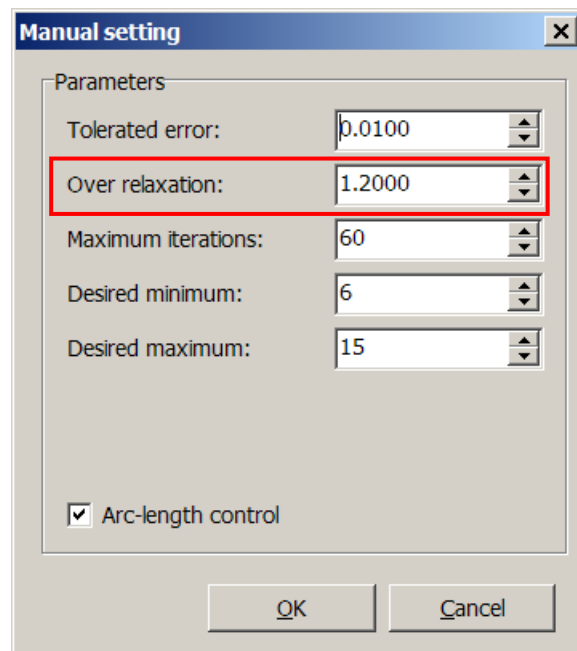 Manual setting
Parameters
Tolerated error: 0.0100
Over relaxation: 1.2000
Maximum iterations: 60
Desired minimum: 6
Desired maximum: 15
Arc-length control
OK Cancel